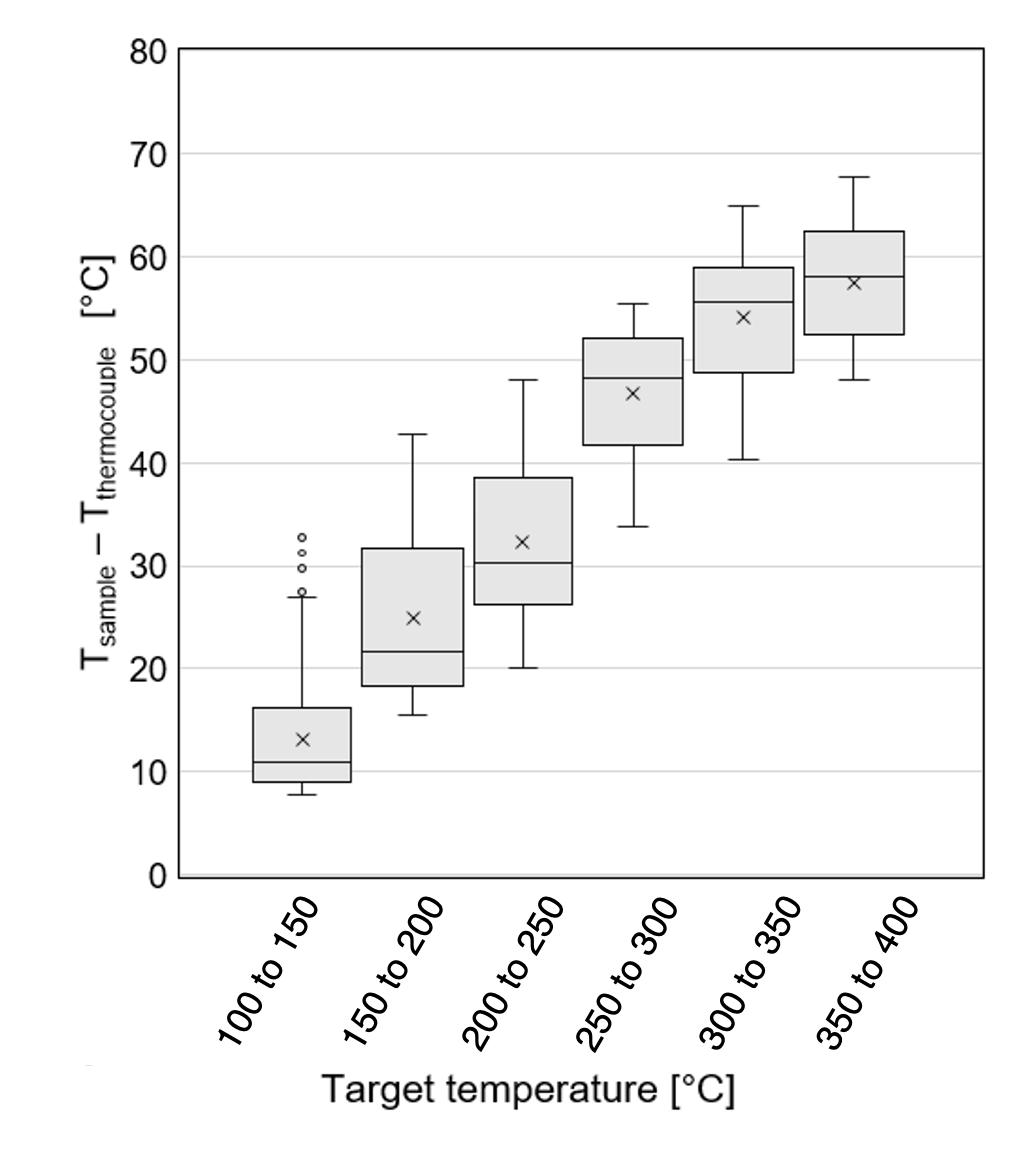 80
70
60
50
40
30
20
10
0
Tsample – Tthermocouple [°C]
100 to 150
150 to 200
200 to 250
250 to 300
300 to 350
350 to 400
Target temperature [°C]